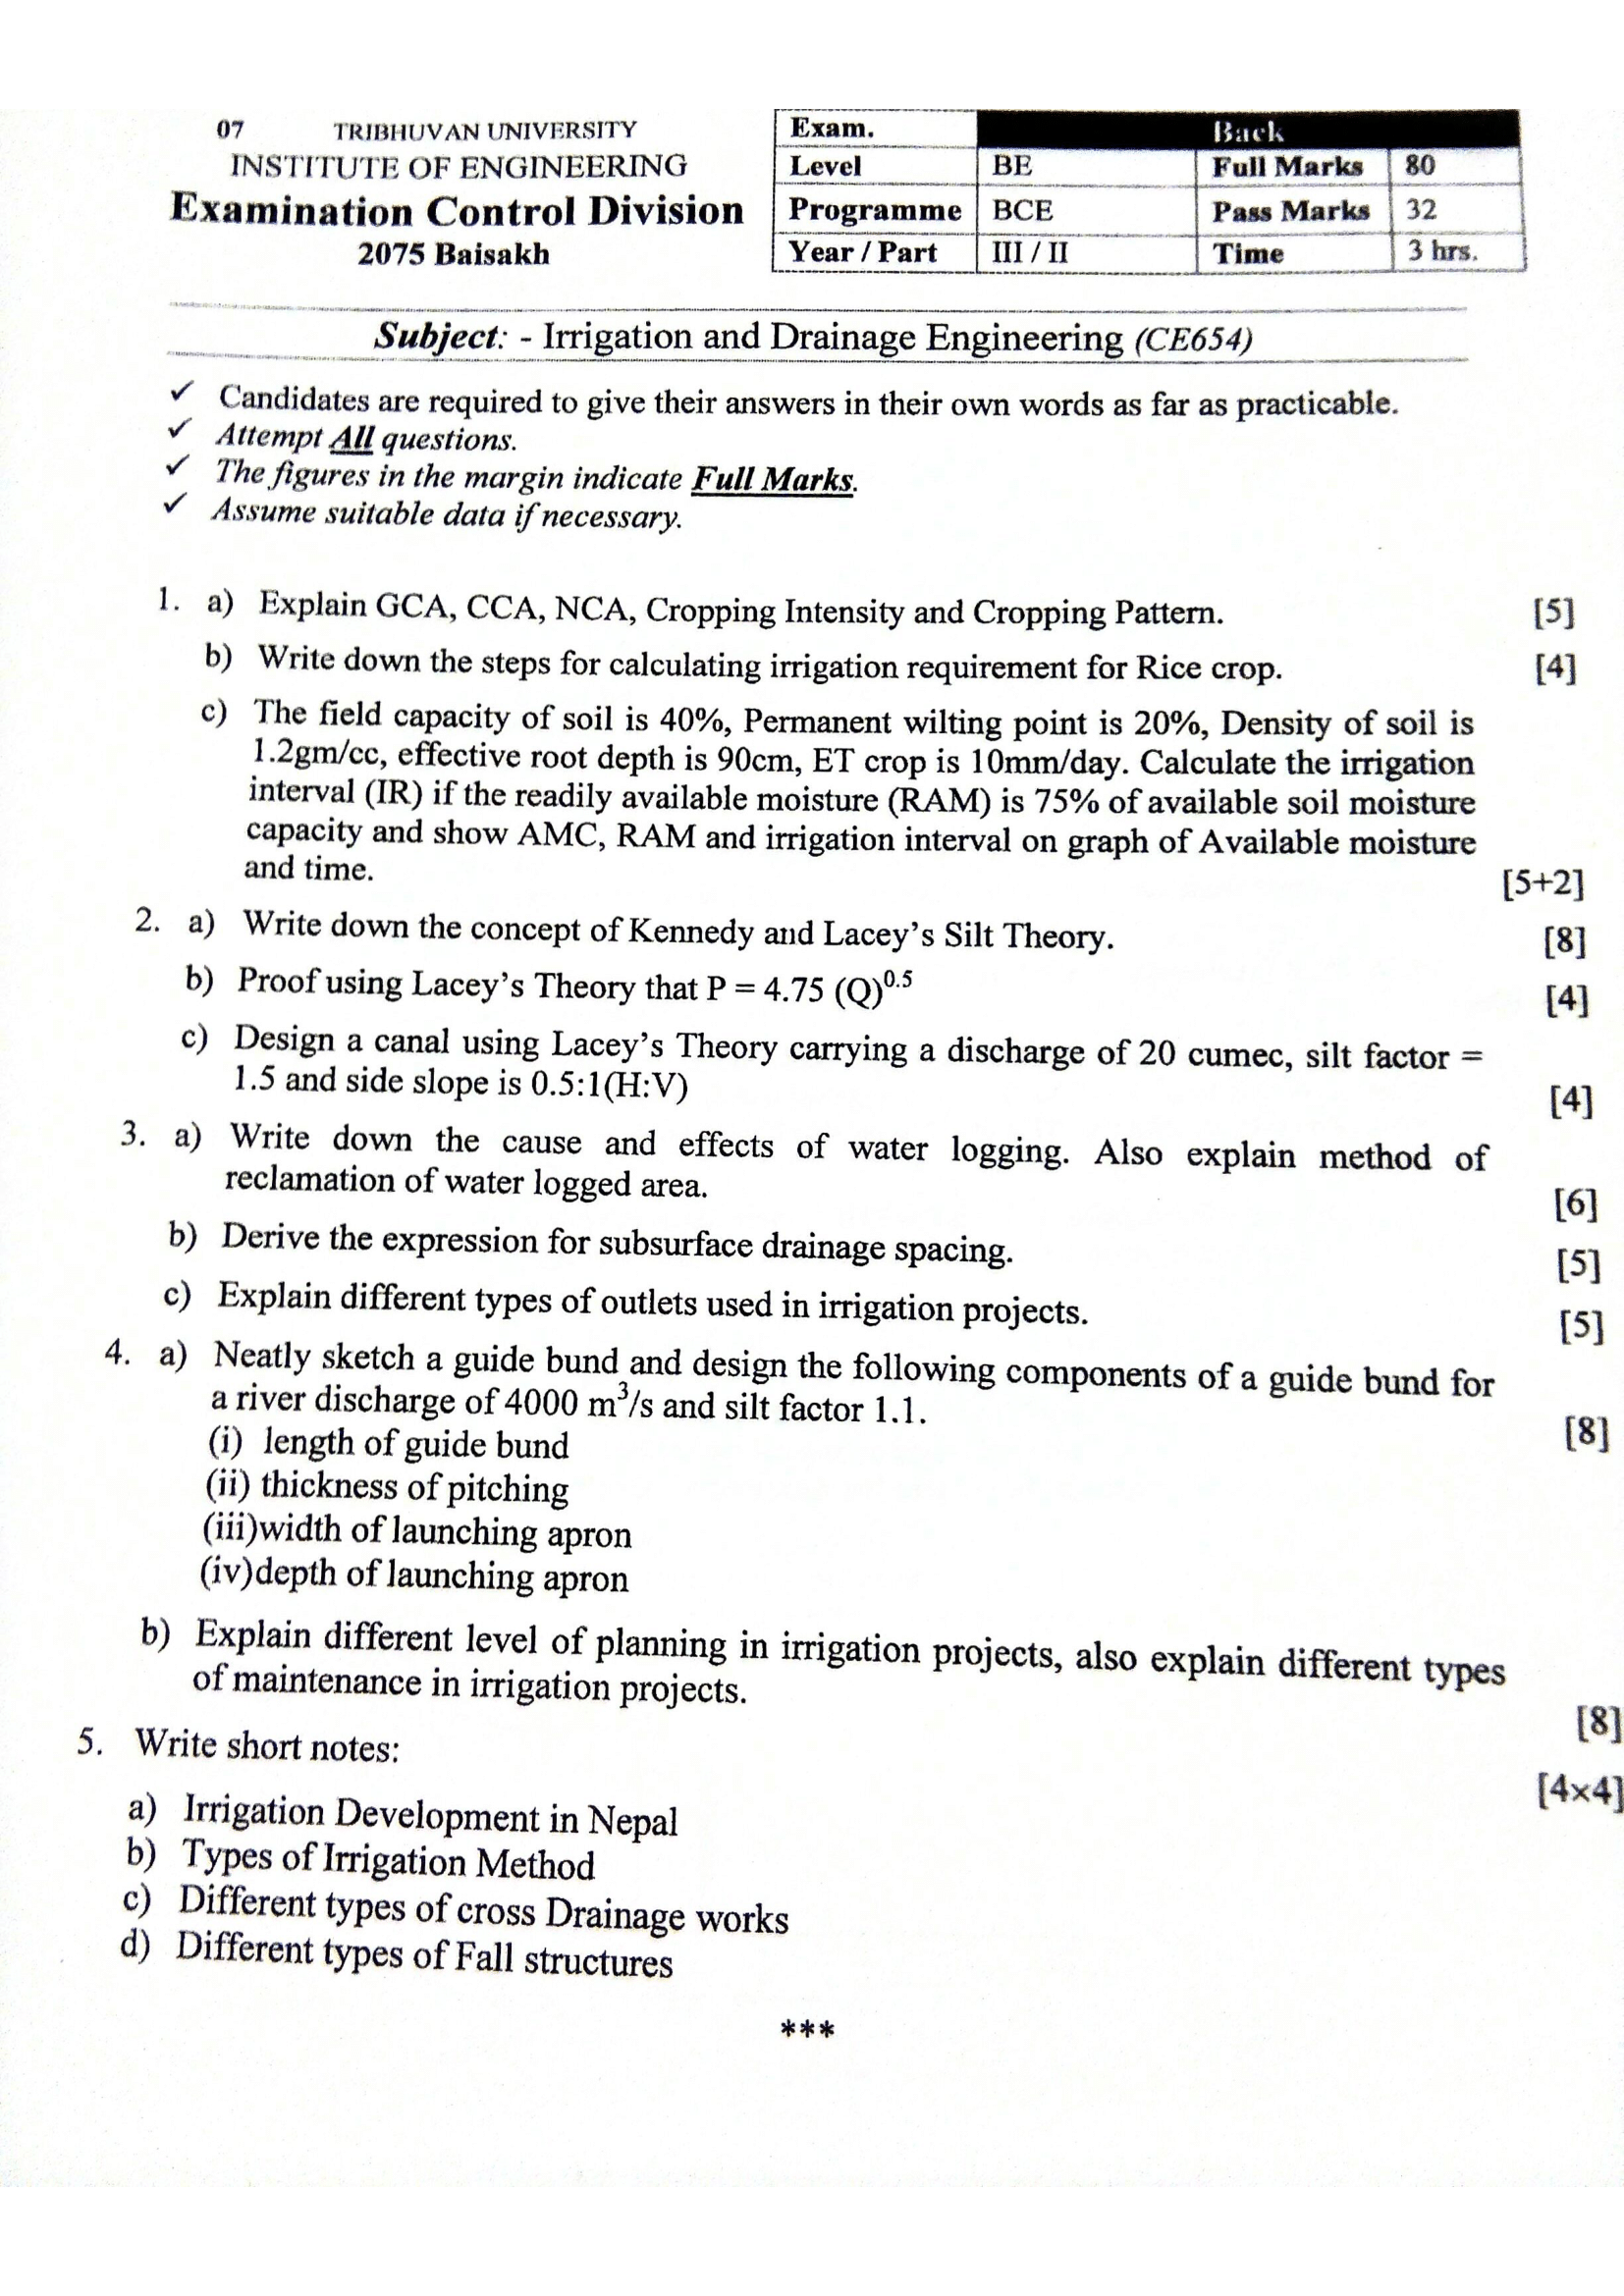 07 TRIBHUVAN UNIVERSITY
INSTITUTE OF ENGINEERING
Examination Control Division
2075 Baisakh
Exam. Back
Level BE Full Marks 80
Programme BCE Pass Marks 32
Year / Part III / II Time 3 hrs.
Subject: - Irrigation and Drainage Engineering (CE654)
✓ Candidates are required to give their answers in their own words as far as practicable.
✓ Attempt All questions.
✓ The figures in the margin indicate Full Marks.
✓ Assume suitable data if necessary.
1. a) Explain GCA, CCA, NCA, Cropping Intensity and Cropping Pattern. [5]
b) Write down the steps for calculating irrigation requirement for Rice crop. [4]
c) The field capacity of soil is 40%, Permanent wilting point is 20%, Density of soil is
1.2gm/cc, effective root depth is 90cm, ET crop is 10mm/day. Calculate the irrigation
interval (IR) if the readily available moisture (RAM) is 75% of available soil moisture
capacity and show AMC, RAM and irrigation interval on graph of Available moisture
and time. [5+2]
2. a) Write down the concept of Kennedy and Lacey's Silt Theory. [8]
b) Proof using Lacey's Theory that P = 4.75 (Q)^0.5 [4]
c) Design a canal using Lacey's Theory carrying a discharge of 20 cumec, silt factor =
1.5 and side slope is 0.5:1(H:V) [4]
3. a) Write down the cause and effects of water logging. Also explain method of
reclamation of water logged area. [6]
b) Derive the expression for subsurface drainage spacing. [5]
c) Explain different types of outlets used in irrigation projects. [5]
4. a) Neatly sketch a guide bund and design the following components of a guide bund for
a river discharge of 4000 m³/s and silt factor 1.1. [8]
(i) length of guide bund
(ii) thickness of pitching
(iii)width of launching apron
(iv)depth of launching apron
b) Explain different level of planning in irrigation projects, also explain different types
of maintenance in irrigation projects. [8]
5. Write short notes: [4×4]
a) Irrigation Development in Nepal
b) Types of Irrigation Method
c) Different types of cross Drainage works
d) Different types of Fall structures
***